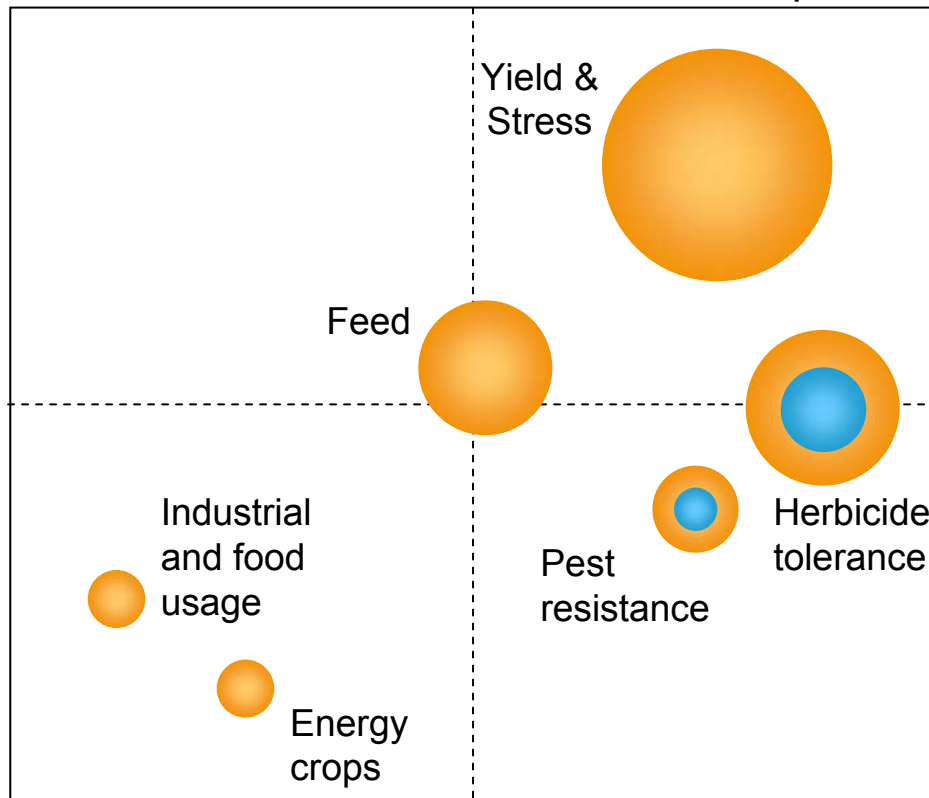 Yield &
Stress
Feed
Industrial
and food
usage
Pest
resistance
Herbicide
tolerance
Energy
crops